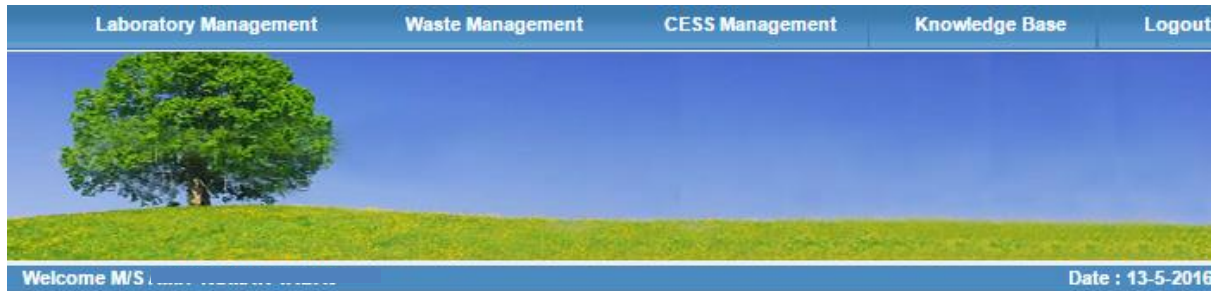 Laboratory Management Waste Management CESS Management Knowledge Base Logout
Welcome M/S
Date : 13-5-2016